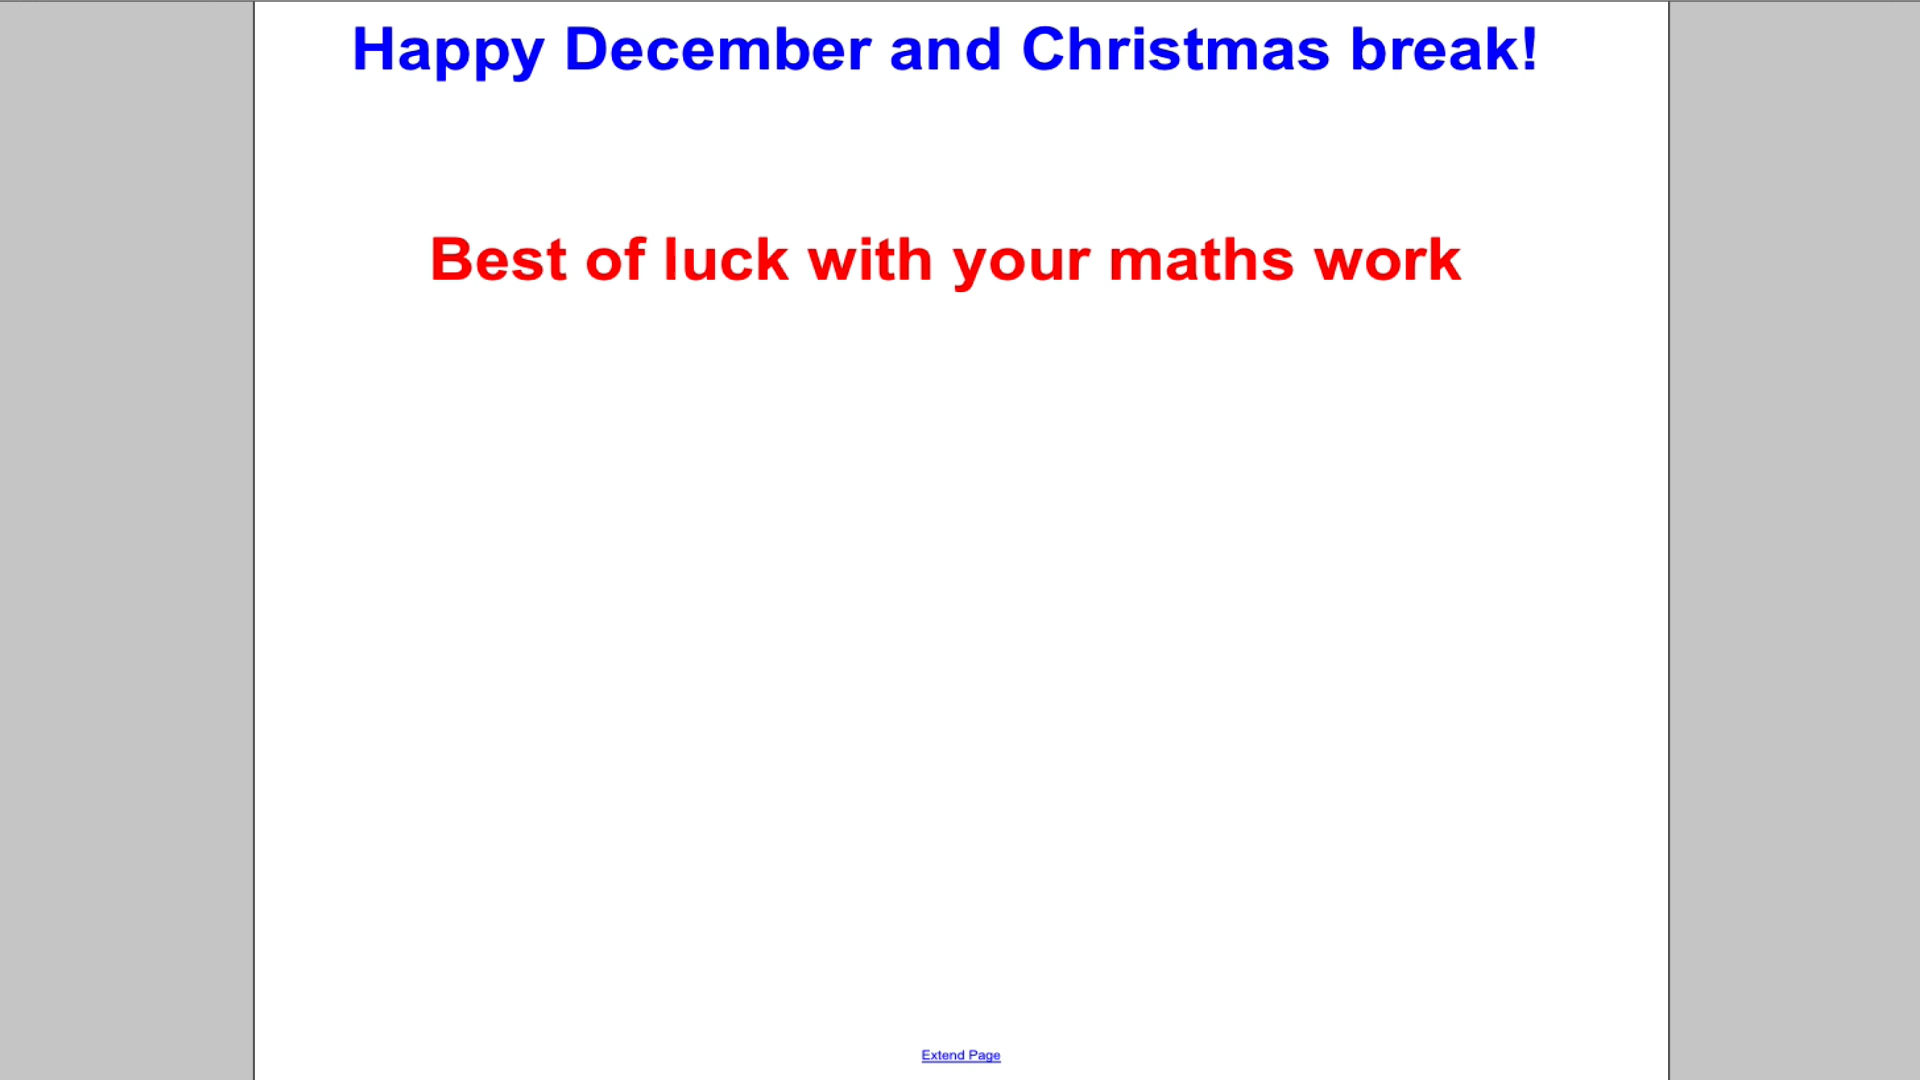 Happy December and Christmas break!
Best of luck with your maths work
Extend Page